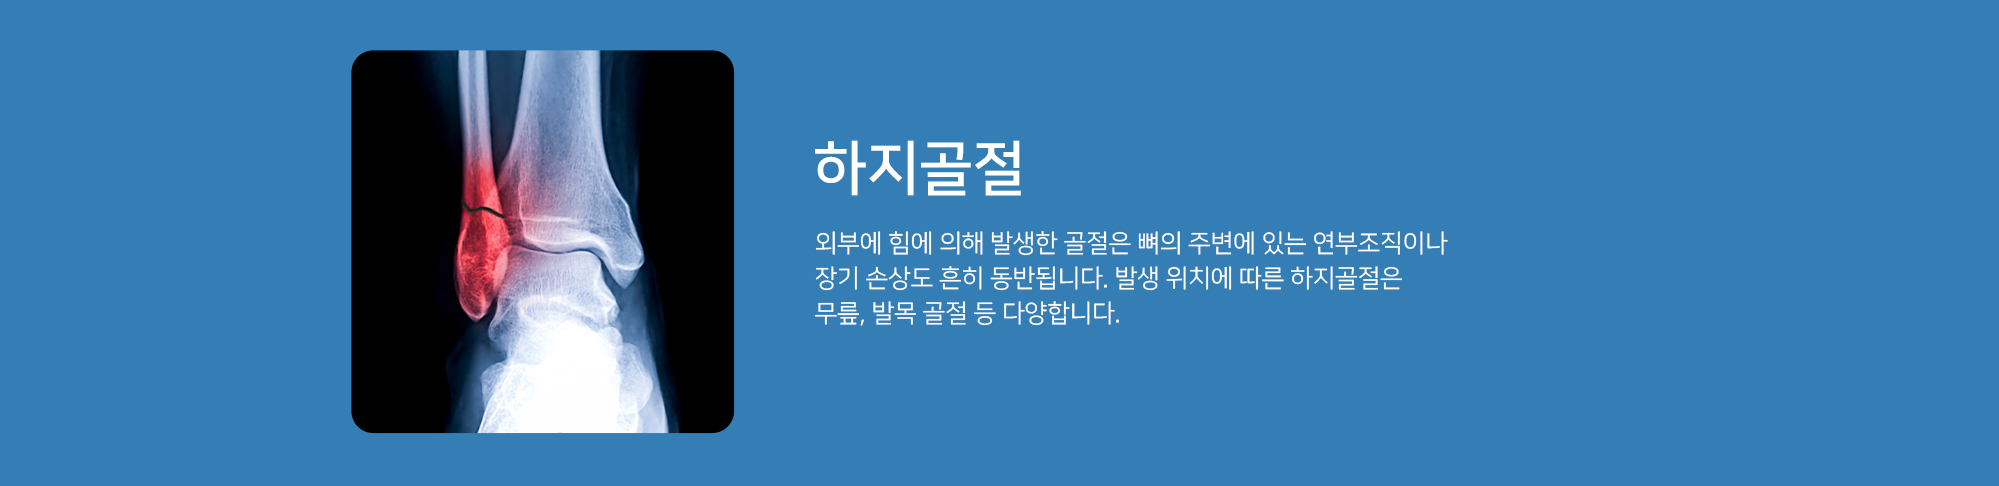 하지골절
외부에 힘에 의해 발생한 골절은 뼈의 주변에 있는 연부조직이나
장기 손상도 흔히 동반됩니다. 발생 위치에 따른 하지골절은
무릎, 발목 골절 등 다양합니다.